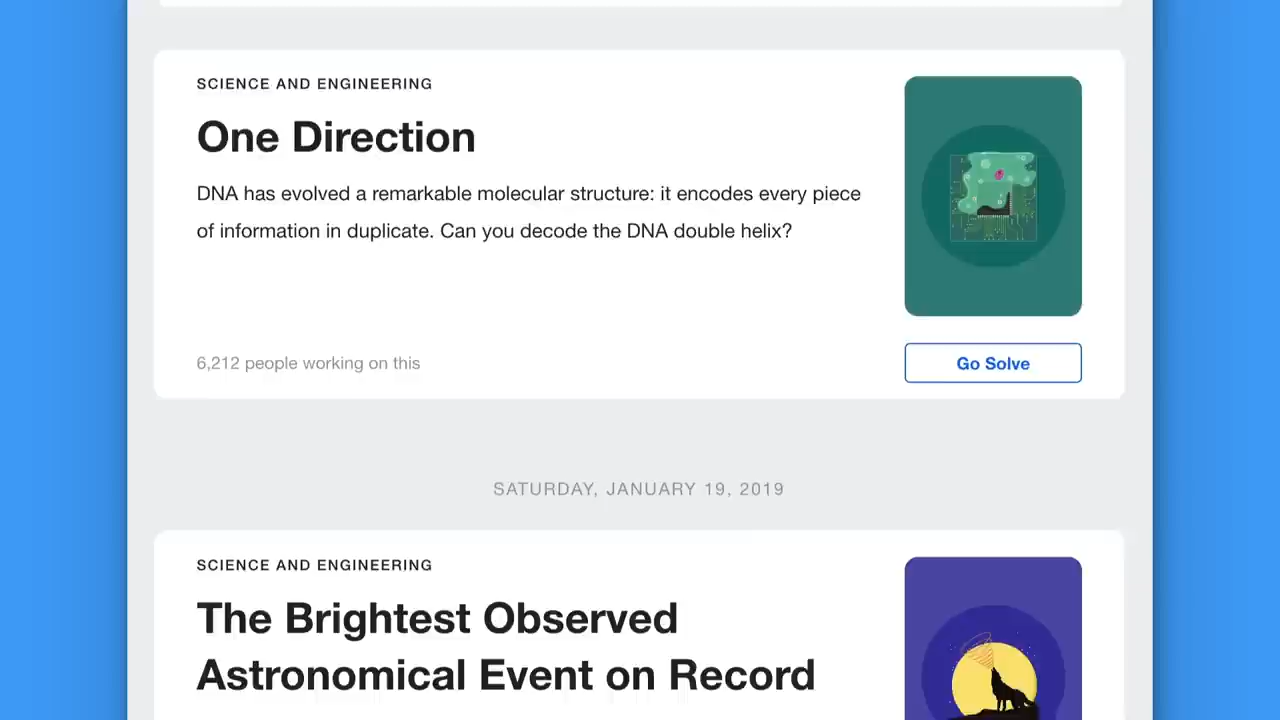 SCIENCE AND ENGINEERING
One Direction
DNA has evolved a remarkable molecular structure: it encodes every piece
of information in duplicate. Can you decode the DNA double helix?
6,212 people working on this
Go Solve
SATURDAY, JANUARY 19, 2019
SCIENCE AND ENGINEERING
The Brightest Observed
Astronomical Event on Record